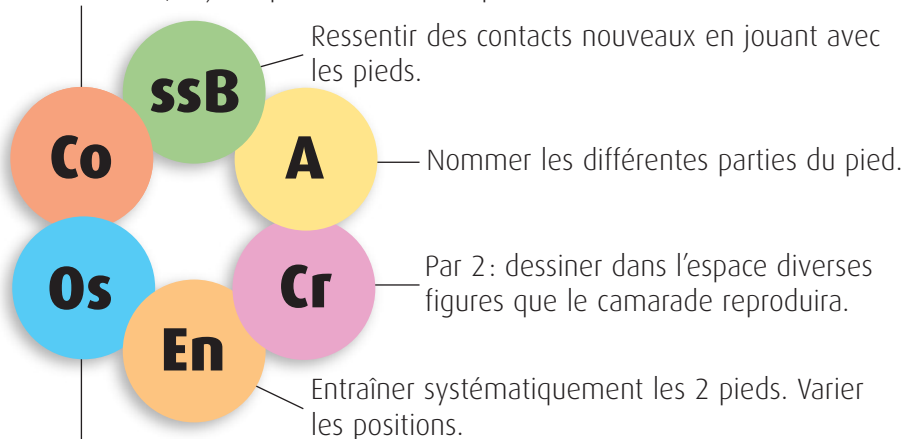 ssB
Ressentir des contacts nouveaux en jouant avec
les pieds.
Co
A
Nommer les différentes parties du pied.
Os
Cr
Par 2 : dessiner dans l’espace diverses
figures que le camarade reproduira.
En
Entraîner systématiquement les 2 pieds. Varier
les positions.